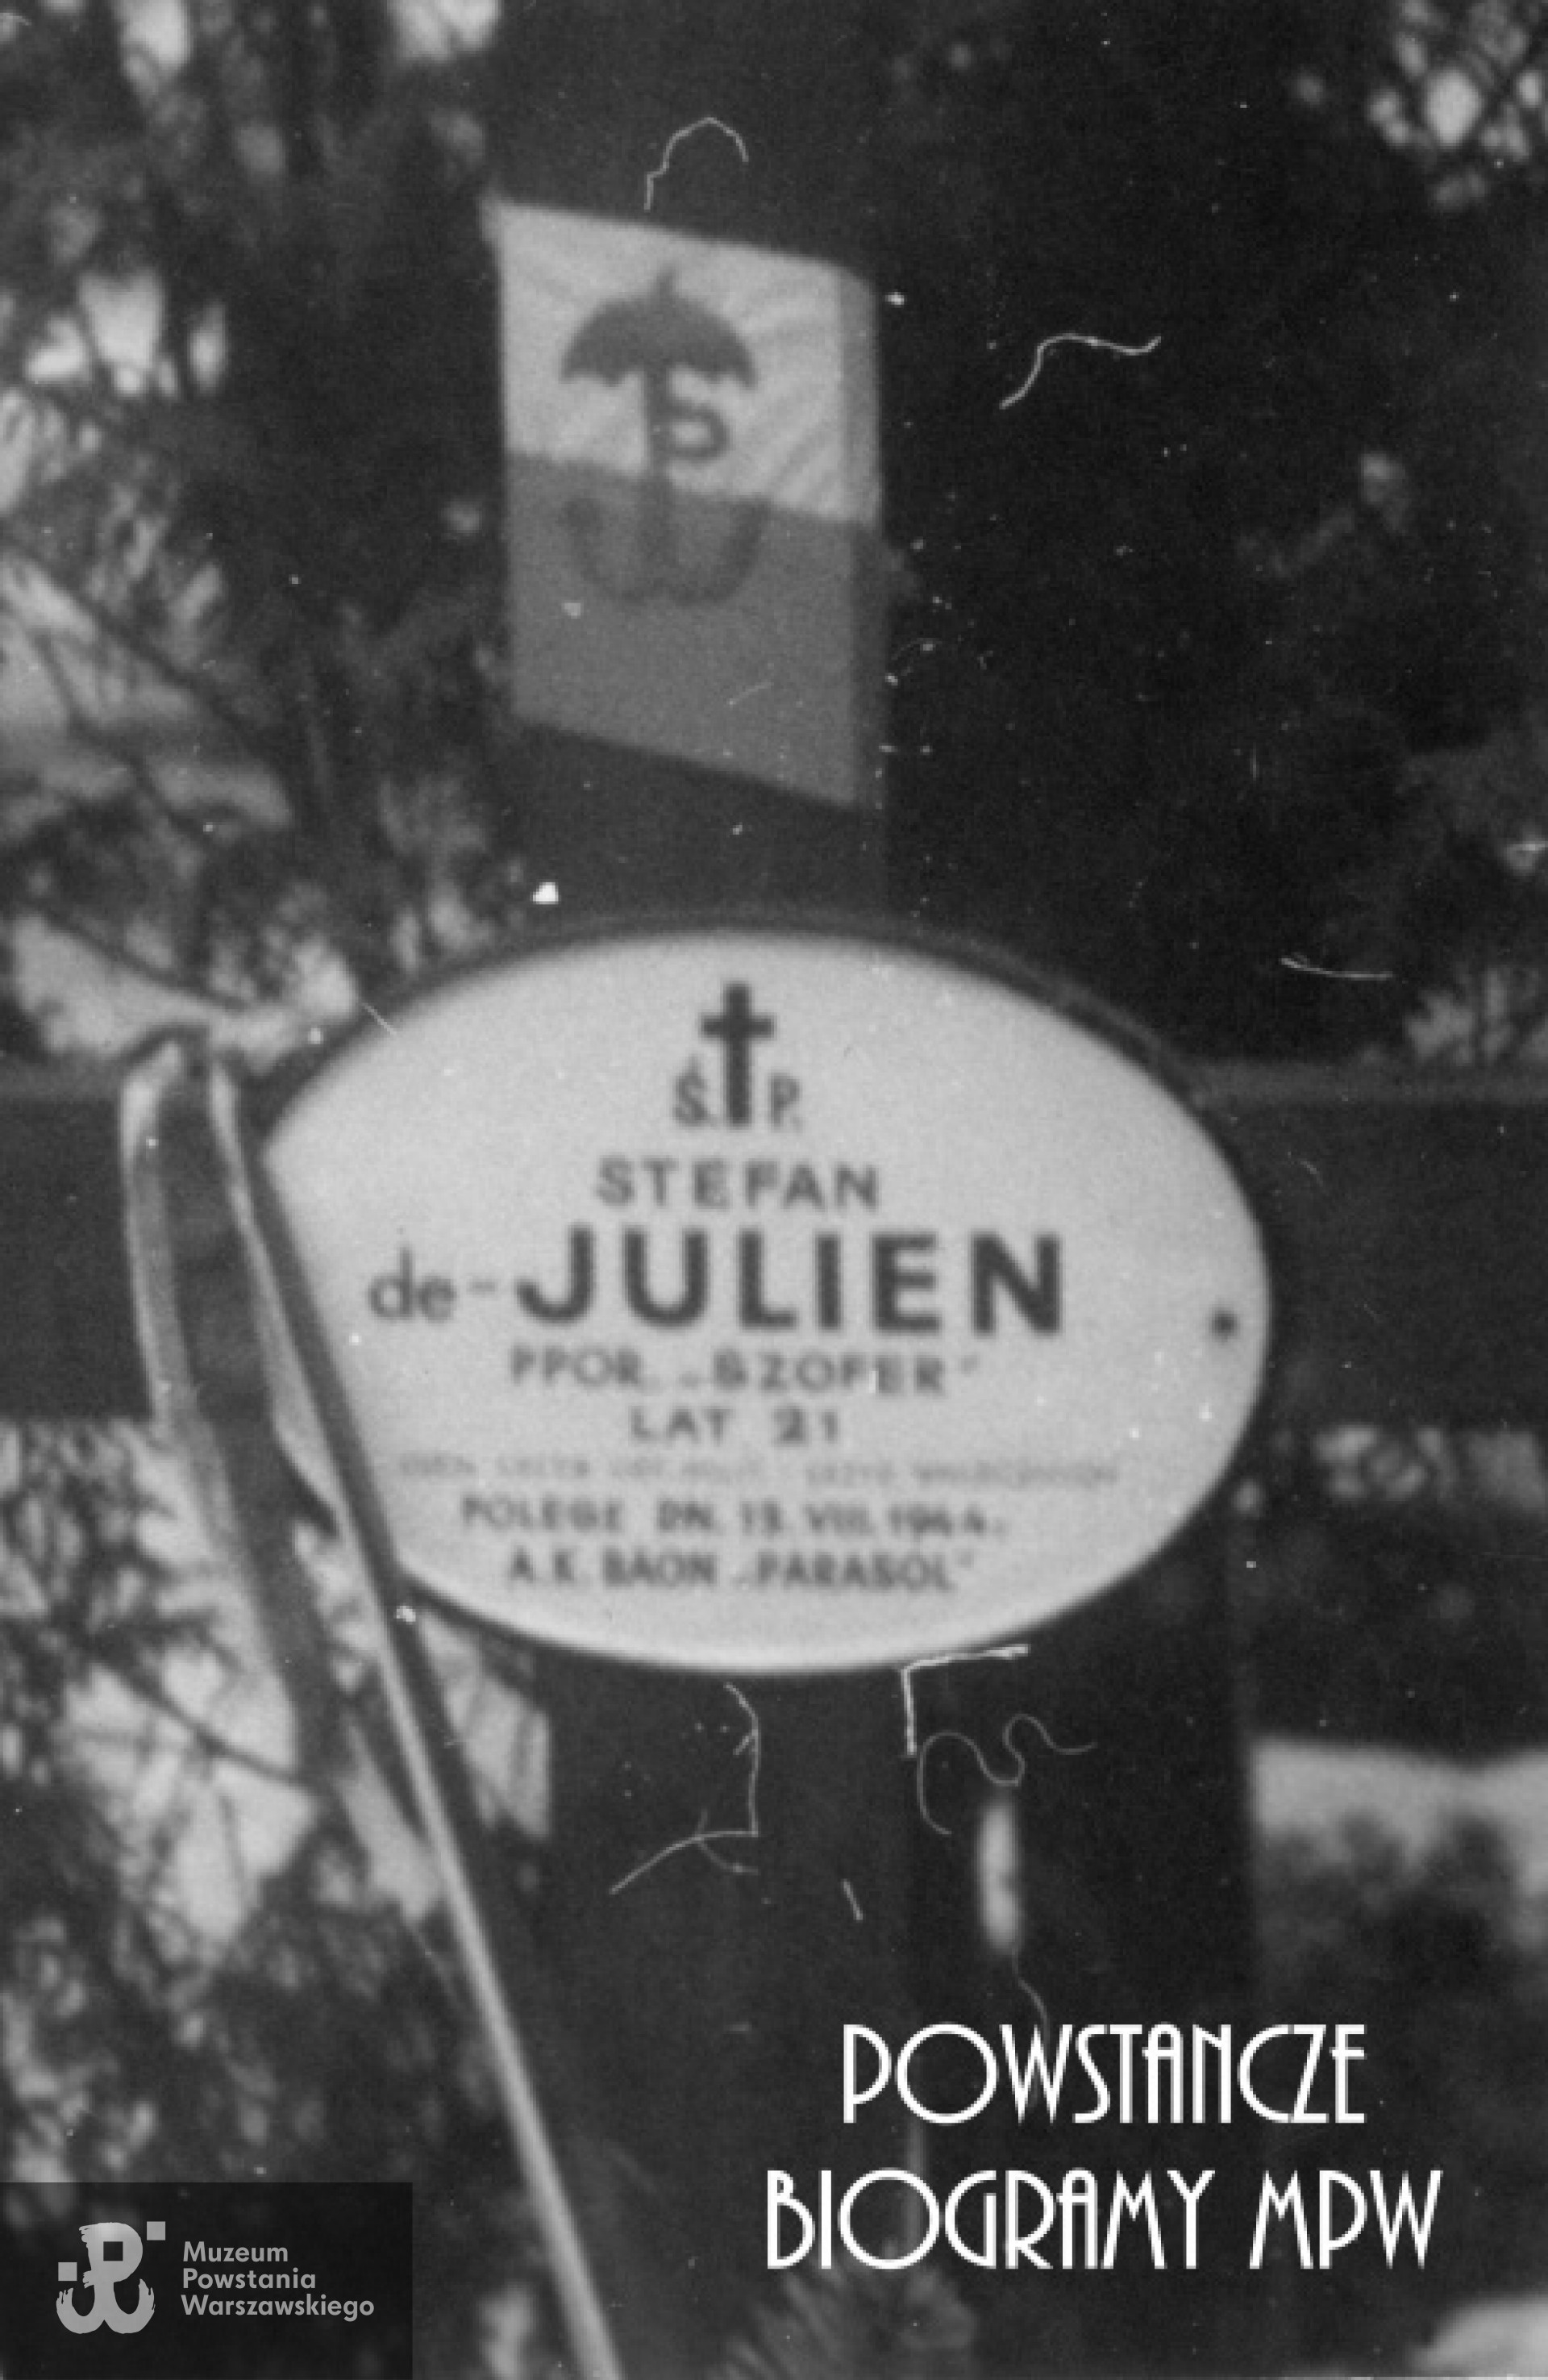 Ś. P.
STEFAN
de-JULIEN
PPOR. „SZOFER"
LAT 21
POLEGŁ DN. 13. VIII. 1944.
A.K. BAON „PARASOL"
POWSTANCZE
BIOGRAMY MPW
Muzeum
Powstania
Warszawskiego